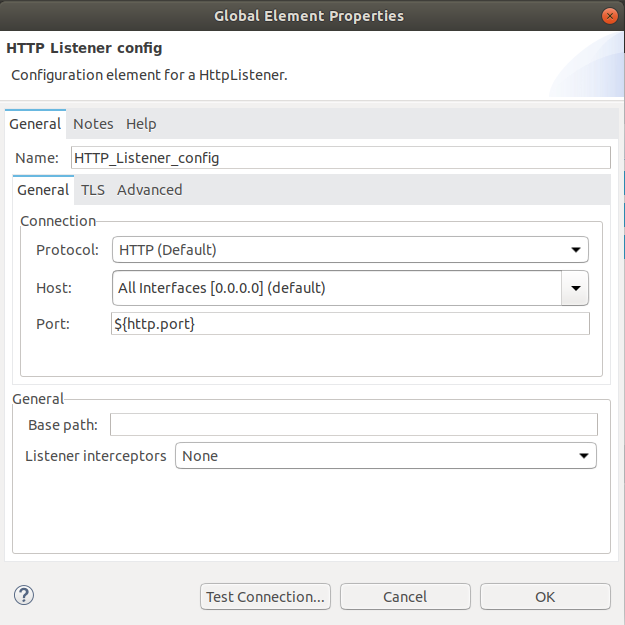 Global Element Properties
HTTP Listener config
Configuration element for a HttpListener.
General Notes Help
Name: HTTP_Listener_config
General TLS Advanced
Connection
Protocol: HTTP (Default)
Host: All Interfaces [0.0.0.0] (default)
Port: ${http.port}
General
Base path:
Listener interceptors None
? Test Connection... Cancel OK